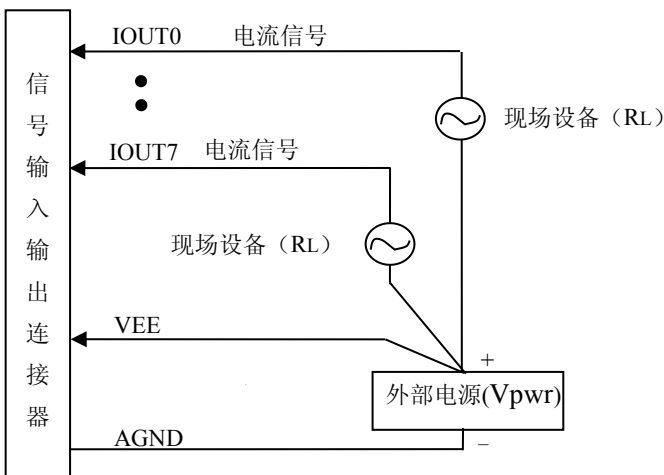 信号输入输出连接器
IOUT0 电流信号
现场设备（RL）
IOUT7 电流信号
现场设备（RL）
VEE
+
外部电源(Vpwr)
AGND
－